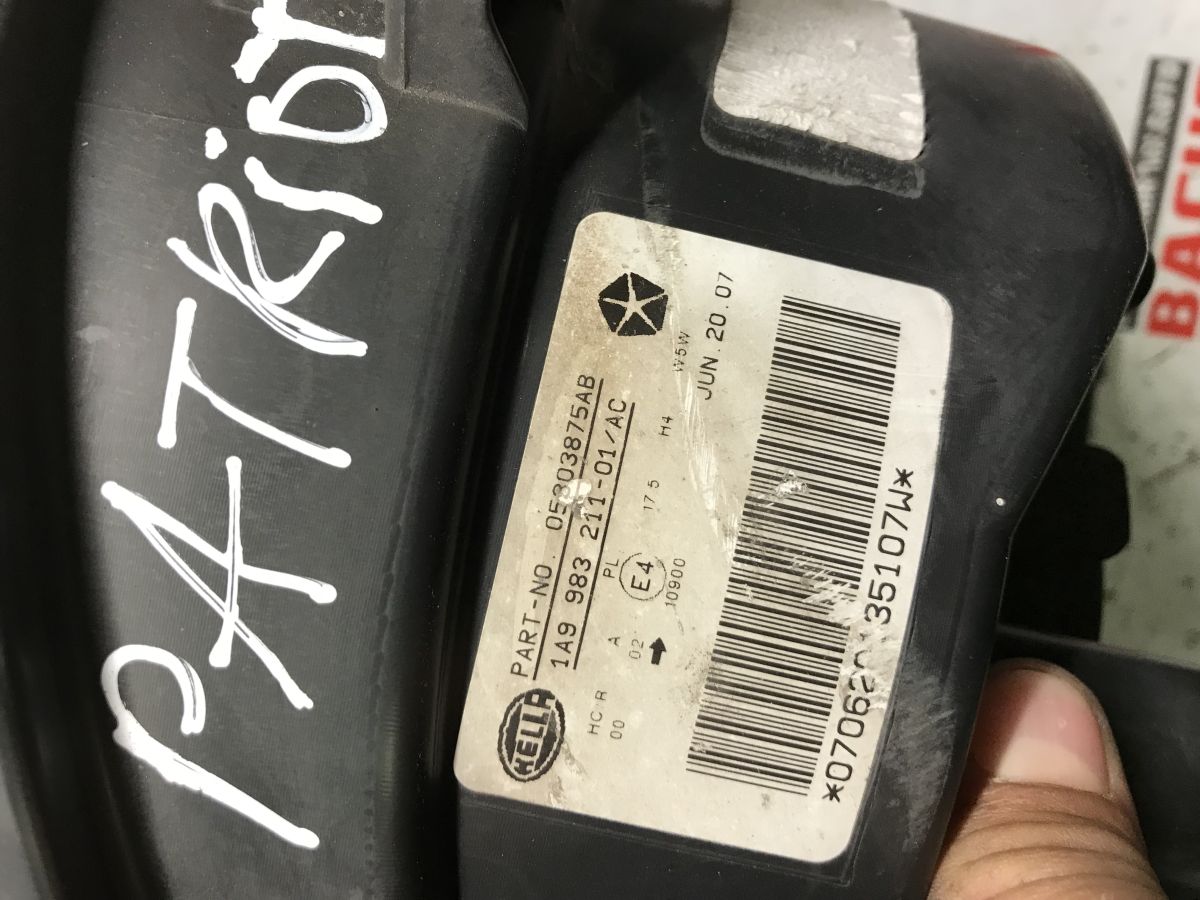 PATRIOT
PART-NO. 05303875AB
1A9 983 211-01/AC
HELLA
HC R
00
A
02
PL
E4
10900
17 5
H4
W5W
JUN.20.07
35107W*